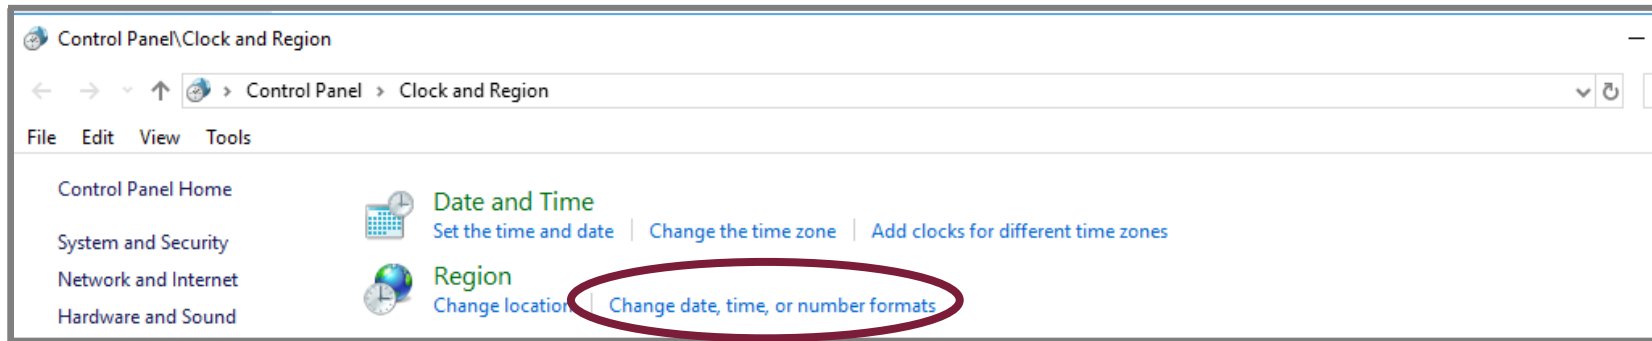 Control Panel\Clock and Region
Control Panel > Clock and Region
File Edit View Tools
Control Panel Home
System and Security
Network and Internet
Hardware and Sound
Date and Time
Set the time and date | Change the time zone | Add clocks for different time zones
Region
Change location | Change date, time, or number formats